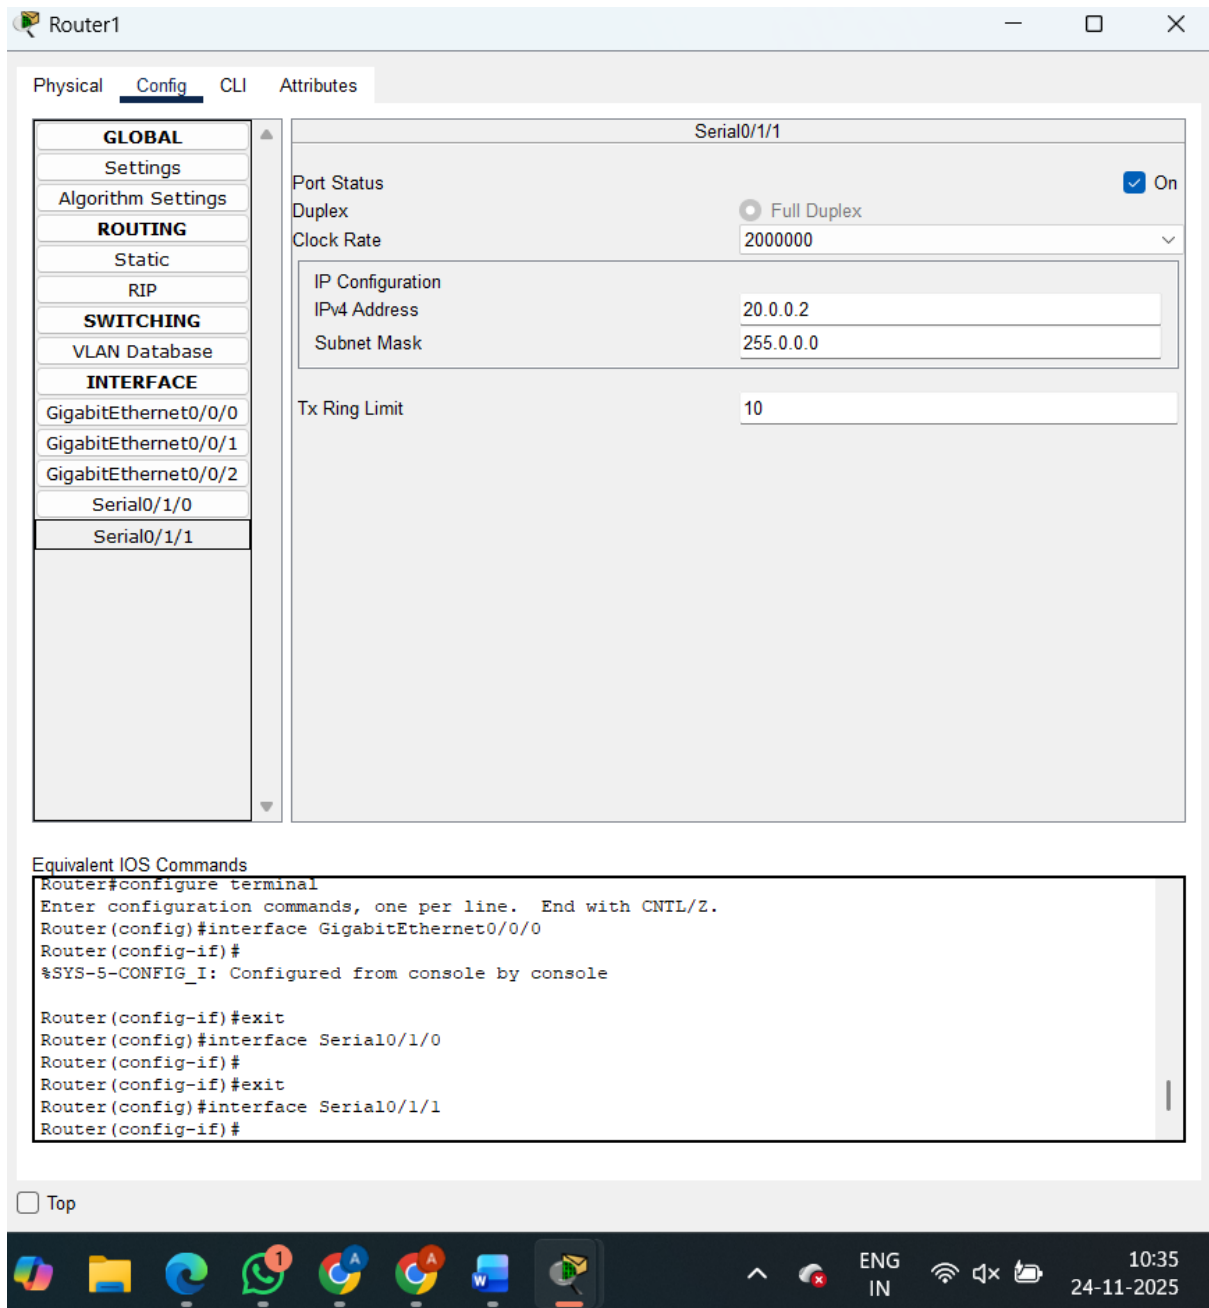 Router1
Physical Config CLI Attributes
GLOBAL
Settings
Algorithm Settings
ROUTING
Static
RIP
SWITCHING
VLAN Database
INTERFACE
GigabitEthernet0/0/0
GigabitEthernet0/0/1
GigabitEthernet0/0/2
Serial0/1/0
Serial0/1/1
Serial0/1/1
Port Status On
Duplex Full Duplex
Clock Rate 2000000
IP Configuration
IPv4 Address 20.0.0.2
Subnet Mask 255.0.0.0
Tx Ring Limit 10
Equivalent IOS Commands
Router#configure terminal
Enter configuration commands, one per line.  End with CNTL/Z.
Router(config)#interface GigabitEthernet0/0/0
Router(config-if)#
%SYS-5-CONFIG_I: Configured from console by console
Router(config-if)#exit
Router(config)#interface Serial0/1/0
Router(config-if)#
Router(config-if)#exit
Router(config)#interface Serial0/1/1
Router(config-if)#
Top
1 A A W
ENG 10:35
IN 24-11-2025